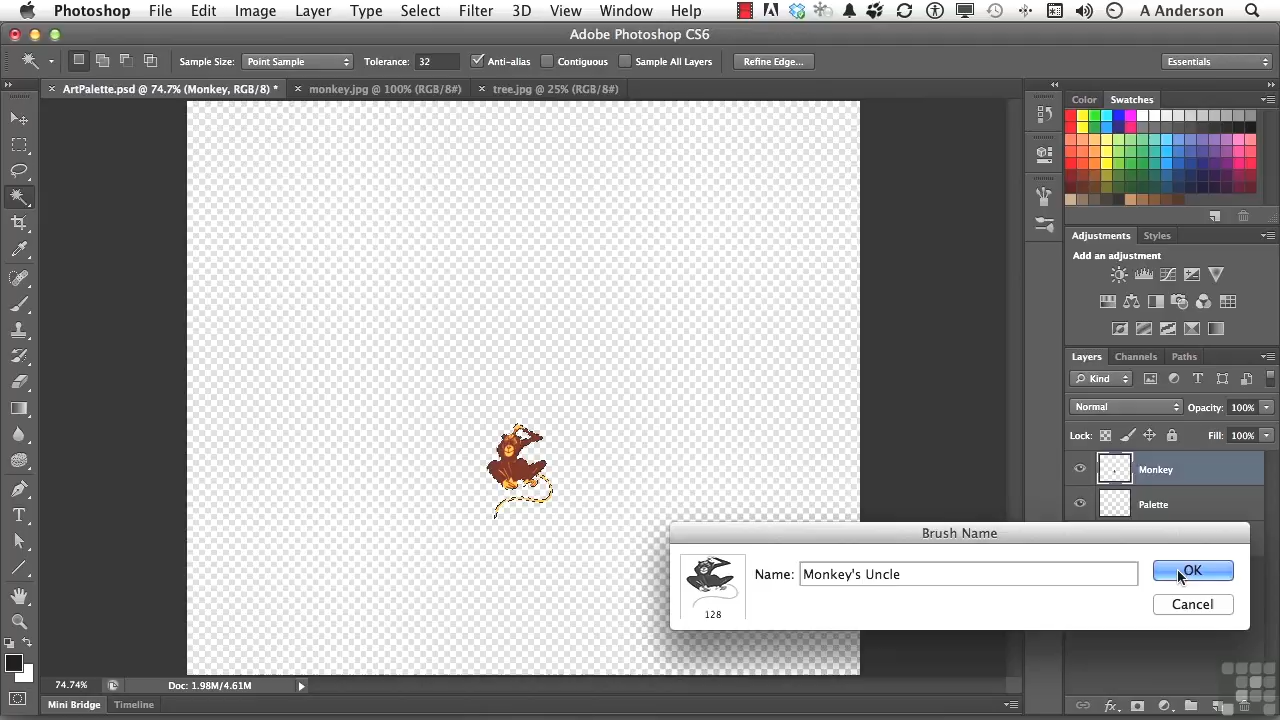 Photoshop File Edit Image Layer Type Select Filter 3D View Window Help A Anderson
Adobe Photoshop CS6
Sample Size: Point Sample Tolerance: 32 Anti-alias Contiguous Sample All Layers Refine Edge... Essentials
ArtPalette.psd @ 74.7% (Monkey, RGB/8) * monkey.jpg @ 100% (RGB/8#) tree.jpg @ 25% (RGB/8#)
Color Swatches
Adjustments Styles
Add an adjustment
Layers Channels Paths
Kind
Normal Opacity: 100%
Lock: Fill: 100%
Monkey
Palette
Brush Name
Name: Monkey's Uncle OK
128
Cancel
74.74% Doc: 1.98M/4.61M
Mini Bridge Timeline